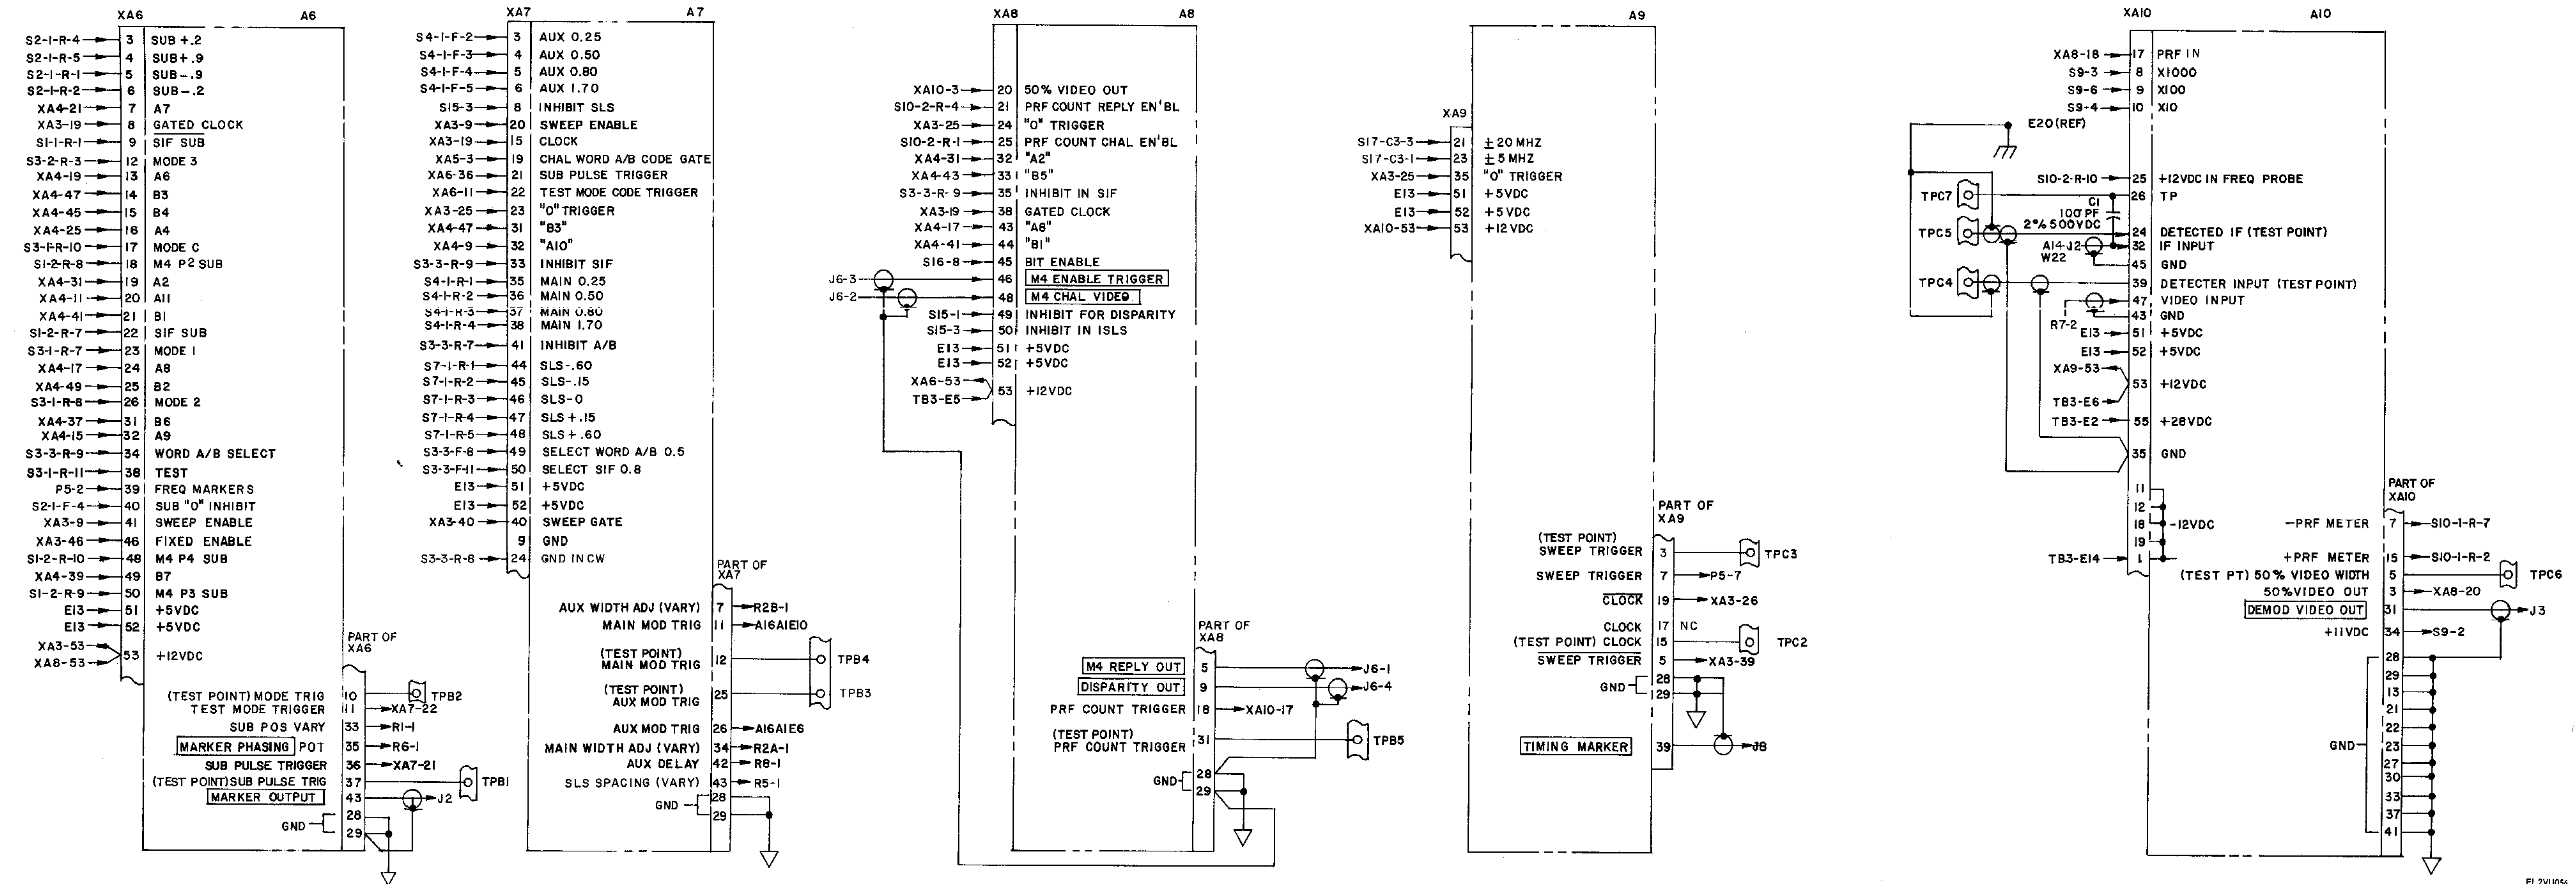 XA6 A6
S2-1-R-4 3 SUB +.2
S2-1-R-5 4 SUB+.9
S2-1-R-1 5 SUB-.9
S2-1-R-2 6 SUB-.2
XA4-21 7 A7
XA3-19 8 GATED CLOCK
S1-1-R-1 9 SIF SUB
S3-2-R-3 12 MODE 3
XA4-19 13 A6
XA4-47 14 B3
XA4-45 15 B4
XA4-25 16 A4
S3-1-R-10 17 MODE C
S1-2-R-8 18 M4 P2 SUB
XA4-31 19 A2
XA4-11 20 A11
XA4-41 21 B1
S1-2-R-7 22 SIF SUB
S3-1-R-7 23 MODE 1
XA4-17 24 A8
XA4-49 25 B2
S3-1-R-8 26 MODE 2
XA4-37 31 B6
XA4-15 32 A9
S3-3-R-9 34 WORD A/B SELECT
S3-1-R-11 38 TEST
P5-2 39 FREQ MARKERS
S2-1-F-4 40 SUB "0" INHIBIT
XA3-9 41 SWEEP ENABLE
XA3-46 46 FIXED ENABLE
S1-2-R-10 48 M4 P4 SUB
XA4-39 49 B7
S1-2-R-9 50 M4 P3 SUB
E13 51 +5VDC
E13 52 +5VDC
XA3-53
XA8-53 53 +12VDC
PART OF
XA6
(TEST POINT) MODE TRIG 10 TPB2
TEST MODE TRIGGER 11 XA7-22
SUB POS VARY 33 R1-1
MARKER PHASING POT 35 R6-1
SUB PULSE TRIGGER 36 XA7-21
(TEST POINT) SUB PULSE TRIG 37 TPB1
MARKER OUTPUT 43 J2
GND 28
29
XA7 A7
S4-1-F-2 3 AUX 0.25
S4-1-F-3 4 AUX 0.50
S4-1-F-4 5 AUX 0.80
S4-1-F-5 6 AUX 1.70
S15-3 8 INHIBIT SLS
XA3-9 20 SWEEP ENABLE
XA3-19 15 CLOCK
XA5-3 19 CHAL WORD A/B CODE GATE
XA6-36 21 SUB PULSE TRIGGER
XA6-11 22 TEST MODE CODE TRIGGER
XA3-25 23 "0" TRIGGER
XA4-47 31 "B3"
XA4-9 32 "A10"
S3-3-R-9 33 INHIBIT SIF
S4-1-R-1 35 MAIN 0.25
S4-1-R-2 36 MAIN 0.50
S4-1-R-3 37 MAIN 0.80
S4-1-R-4 38 MAIN 1.70
S3-3-R-7 41 INHIBIT A/B
S7-1-R-1 44 SLS-.60
S7-1-R-2 45 SLS-.15
S7-1-R-3 46 SLS-0
S7-1-R-4 47 SLS+.15
S7-1-R-5 48 SLS+.60
S3-3-F-8 49 SELECT WORD A/B 0.5
S3-3-F-11 50 SELECT SIF 0.8
E13 51 +5VDC
E13 52 +5VDC
XA3-40 40 SWEEP GATE
9 GND
S3-3-R-8 24 GND IN CW
PART OF
XA7
AUX WIDTH ADJ (VARY) 7 R2B-1
MAIN MOD TRIG 11 A16A1E10
(TEST POINT)
MAIN MOD TRIG 12 TPB4
(TEST POINT)
AUX MOD TRIG 25 TPB3
AUX MOD TRIG 26 A16A1E6
MAIN WIDTH ADJ (VARY) 34 R2A-1
AUX DELAY 42 R8-1
SLS SPACING (VARY) 43 R5-1
GND 28
29
XA8 A8
XA10-3 20 50% VIDEO OUT
S10-2-R-4 21 PRF COUNT REPLY EN'BL
XA3-25 24 "0" TRIGGER
S10-2-R-1 25 PRF COUNT CHAL EN'BL
XA4-31 32 "A2"
XA4-43 33 "B5"
S3-3-R-9 35 INHIBIT IN SIF
XA3-19 38 GATED CLOCK
XA4-17 43 "A8"
XA4-41 44 "B1"
S16-8 45 BIT ENABLE
J6-3 46 M4 ENABLE TRIGGER
J6-2 48 M4 CHAL VIDEO
S15-1 49 INHIBIT FOR DISPARITY
S15-3 50 INHIBIT IN ISLS
E13 51 +5VDC
E13 52 +5VDC
XA6-53
TB3-E5 53 +12VDC
PART OF
XA8
M4 REPLY OUT 5 J6-1
DISPARITY OUT 9 J6-4
PRF COUNT TRIGGER 18 XA10-17
(TEST POINT)
PRF COUNT TRIGGER 31 TPB5
GND 28
29
A9
XA9
S17-C3-3 21 ±20MHZ
S17-C3-1 23 ±5MHZ
XA3-25 35 "0" TRIGGER
E13 51 +5VDC
E13 52 +5VDC
XA10-53 53 +12VDC
PART OF
XA9
(TEST POINT)
SWEEP TRIGGER 3 TPC3
SWEEP TRIGGER 7 P5-7
CLOCK 19 XA3-26
CLOCK 17 NC
(TEST POINT) CLOCK 15 TPC2
SWEEP TRIGGER 5 XA3-39
GND 28
29
TIMING MARKER 39 J8
XA10 A10
XA8-18 17 PRF IN
S9-3 8 X1000
S9-6 9 X100
S9-4 10 X10
E20(REF)
S10-2-R-10 25 +12VDC IN FREQ PROBE
TPC7 26 TP
C1
100 PF
2% 500VDC
TPC5 24 DETECTED IF (TEST POINT)
A14-J2 32 IF INPUT
W22
45 GND
TPC4 39 DETECTER INPUT (TEST POINT)
47 VIDEO INPUT
R7-2 43 GND
E13 51 +5VDC
E13 52 +5VDC
XA9-53
53 +12VDC
TB3-E6
TB3-E2 55 +28VDC
35 GND
11
12
18 -12VDC
19
TB3-E14 1
PART OF
XA10
-PRF METER 7 S10-1-R-7
+PRF METER 15 S10-1-R-2
(TEST PT) 50% VIDEO WIDTH 5 TPC6
50%VIDEO OUT 3 XA8-20
DEMOD VIDEO OUT 31 J3
+11VDC 34 S9-2
28
29
13
21
22
GND 23
27
30
33
37
41
EL2VU056